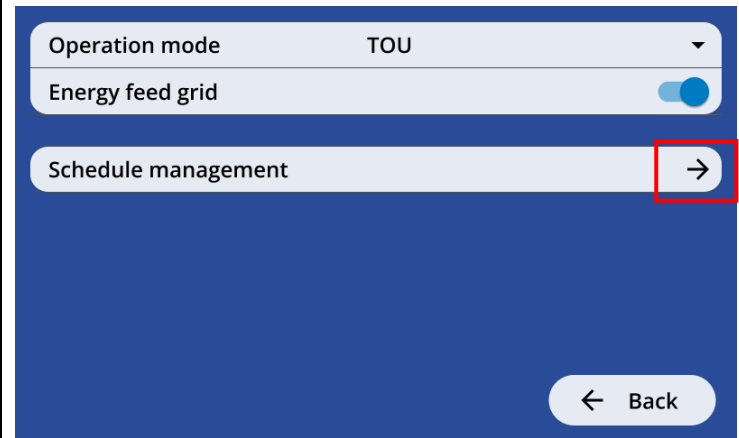 Operation mode TOU
Energy feed grid
Schedule management
Back